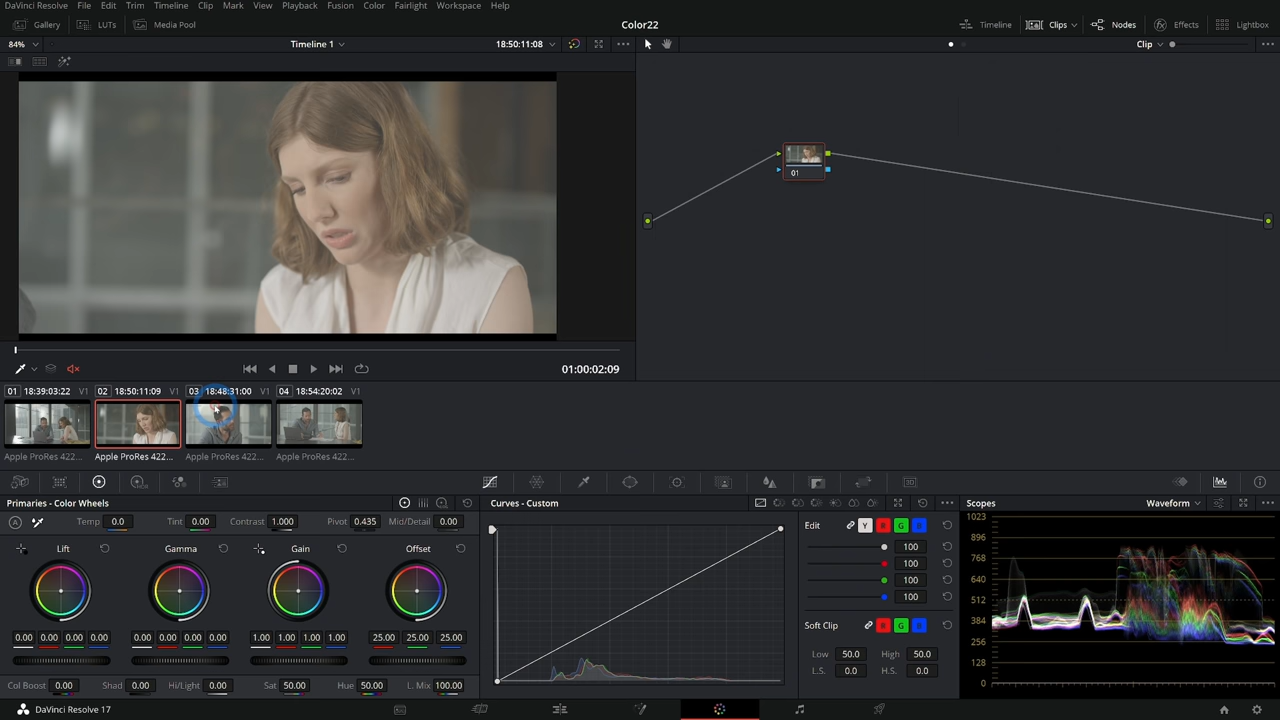 DaVinci Resolve File Edit Trim Timeline Clip Mark View Playback Fusion Color Fairlight Workspace Help
Gallery LUTs Media Pool Color22 Timeline Clips Nodes Effects Lightbox
84% Timeline 1 18:50:11:08 Clip
01
01:00:02:09
01 18:39:03:22 V1 02 18:50:11:09 V1 03 18:48:31:00 V1 04 18:54:20:02 V1
Apple ProRes 422... Apple ProRes 422... Apple ProRes 422... Apple ProRes 422...
Primaries - Color Wheels Curves - Custom Scopes Waveform
A Temp 0.0 Tint 0.00 Contrast 1.000 Pivot 0.435 Mid/Detail 0.00 Edit Y R G B 1023
Lift Gamma Gain Offset 100 896
100 768
100 640
100 512
Soft Clip R G B 384
0.00 0.00 0.00 0.00 0.00 0.00 0.00 0.00 1.00 1.00 1.00 1.00 25.00 25.00 25.00 256
Low 50.0 High 50.0 128
L.S. 0.0 H.S. 0.0 0
Col Boost 0.00 Shad 0.00 Hi/Light 0.00 Sat 50.00 Hue 50.00 L. Mix 100.00
DaVinci Resolve 17